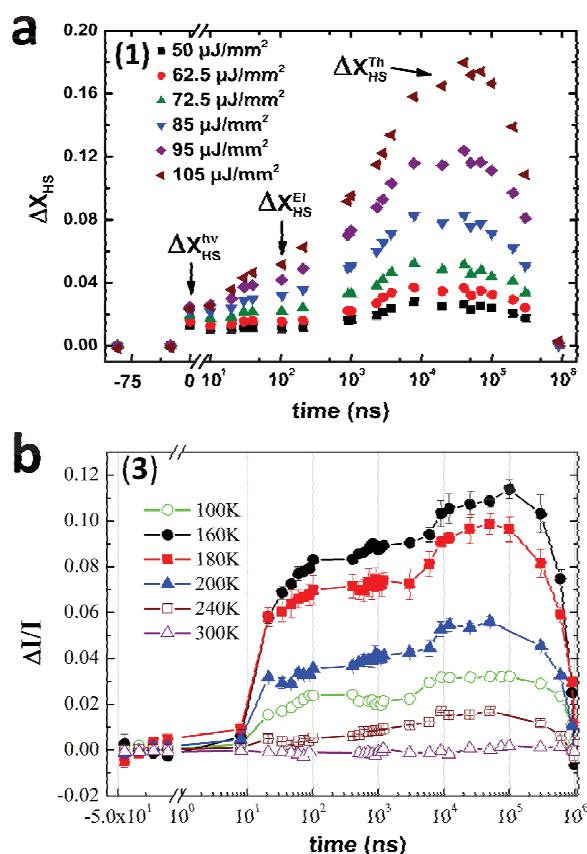 a
(1)
50 μJ/mm²
62.5 μJ/mm²
72.5 μJ/mm²
85 μJ/mm²
95 μJ/mm²
105 μJ/mm²
ΔX_HS^hν
ΔX_HS^El
ΔX_HS^Th
ΔX_HS
0.20
0.16
0.12
0.08
0.04
0.00
-75 0 10¹ 10² 10³ 10⁴ 10⁵ 10⁶
time (ns)
b
(3)
100K
160K
180K
200K
240K
300K
ΔI/I
0.12
0.10
0.08
0.06
0.04
0.02
0.00
-0.02
-5.0x10¹ 10⁰ 10¹ 10² 10³ 10⁴ 10⁵ 10⁶
time (ns)